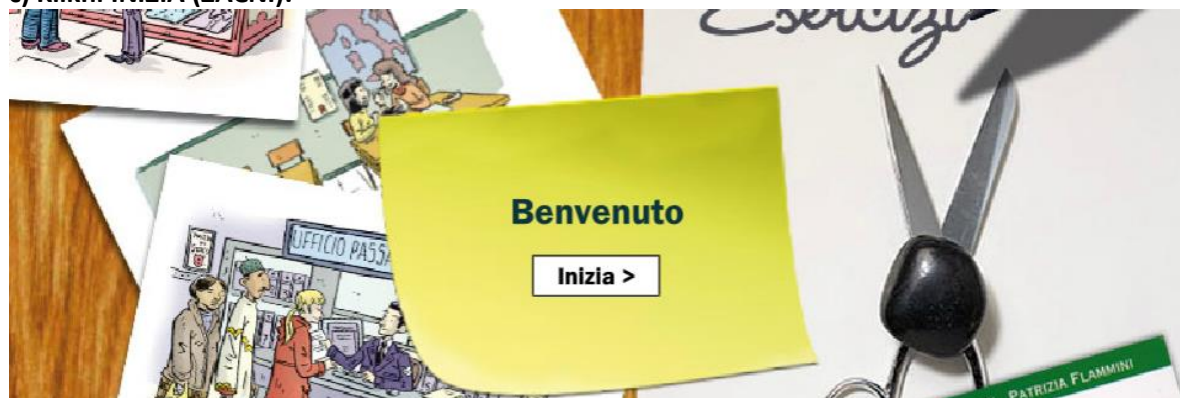 Esercizi
UFFICIO PASSA
Benvenuto
Inizia >
PATRIZIA FLAMMINI